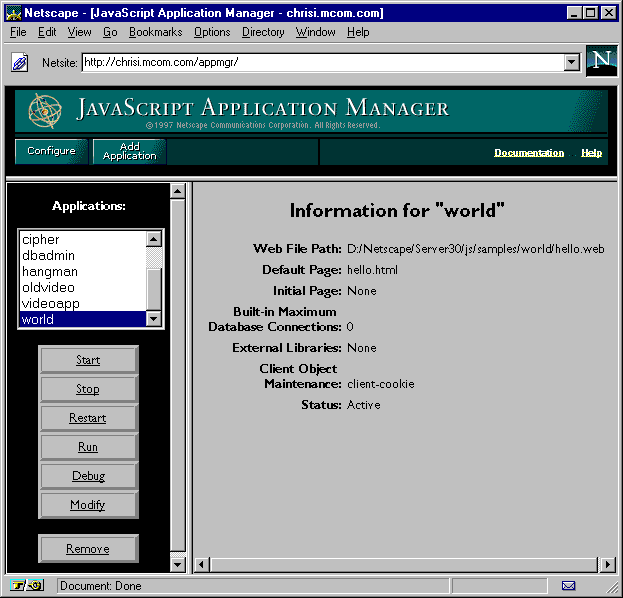 Netscape - [JavaScript Application Manager - chrisi.mcom.com]
File Edit View Go Bookmarks Options Directory Window Help
Netsite: http://chrisi.mcom.com/appmgr/
N
JAVASCRIPT APPLICATION MANAGER
©1997 Netscape Communications Corporation. All Rights Reserved.
Configure
Add
Application
Documentation Help
Applications:
cipher
dbadmin
hangman
oldvideo
videoapp
world
Start
Stop
Restart
Run
Debug
Modify
Remove
Information for "world"
Web File Path: D:/Netscape/Server30/js/samples/world/hello.web
Default Page: hello.html
Initial Page: None
Built-in Maximum
Database Connections: 0
External Libraries: None
Client Object
Maintenance: client-cookie
Status: Active
Document: Done